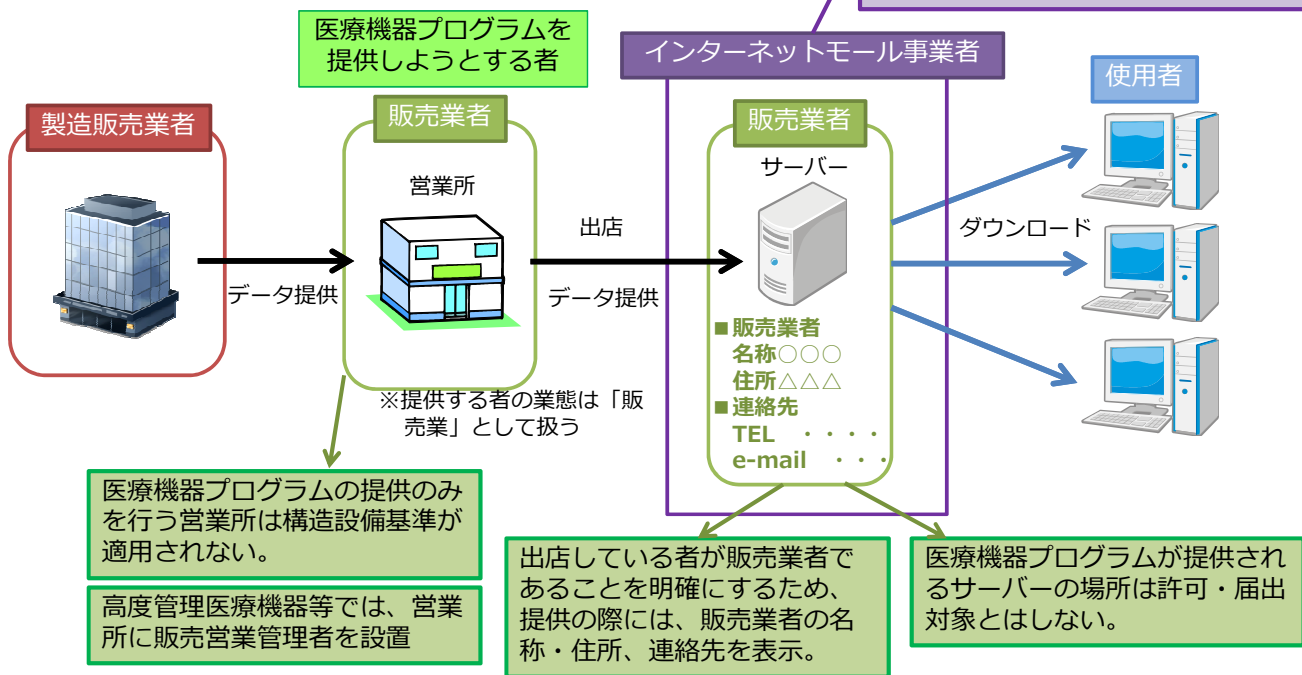 医療機器プログラムを
提供しようとする者
インターネットモール事業者
使用者
製造販売業者
販売業者
販売業者
営業所
サーバー
出店
ダウンロード
データ提供
データ提供
■販売業者
名称○○○
住所△△△
■連絡先
TEL ・・・・
e-mail ・・・
※提供する者の業態は「販
売業」として扱う
医療機器プログラムの提供のみ
を行う営業所は構造設備基準が
適用されない。
高度管理医療機器等では、営業
所に販売営業管理者を設置
出店している者が販売業者で
あることを明確にするため、
提供の際には、販売業者の名
称・住所、連絡先を表示。
医療機器プログラムが提供され
るサーバーの場所は許可・届出
対象とはしない。